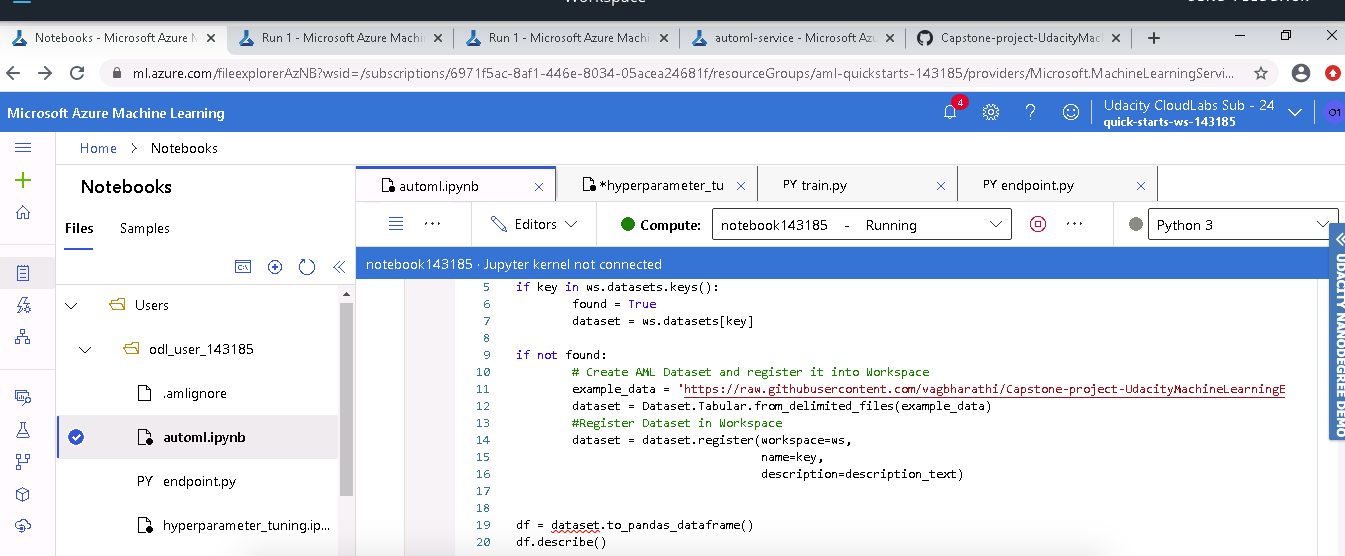 Workspace
Notebooks - Microsoft Azure M
Run 1 - Microsoft Azure Machi
Run 1 - Microsoft Azure Machi
automl-service - Microsoft Az
Capstone-project-UdacityMac
ml.azure.com/fileexplorerAzNB?wsid=/subscriptions/6971f5ac-8af1-446e-8034-05acea24681f/resourceGroups/aml-quickstarts-143185/providers/Microsoft.MachineLearningServi...
Microsoft Azure Machine Learning
4
Udacity CloudLabs Sub - 24
quick-starts-ws-143185
O1
Home > Notebooks
Notebooks
Files
Samples
Users
odl_user_143185
.amlignore
automl.ipynb
PY endpoint.py
hyperparameter_tuning.ip...
automl.ipynb
*hyperparameter_tu
PY train.py
PY endpoint.py
Editors
Compute:
notebook143185 - Running
Python 3
notebook143185 · Jupyter kernel not connected
5 if key in ws.datasets.keys():
6 found = True
7 dataset = ws.datasets[key]
8
9 if not found:
10 # Create AML Dataset and register it into Workspace
11 example_data = 'https://raw.githubusercontent.com/vagbharathi/Capstone-project-UdacityMachineLearningE
12 dataset = Dataset.Tabular.from_delimited_files(example_data)
13 #Register Dataset in Workspace
14 dataset = dataset.register(workspace=ws,
15 name=key,
16 description=description_text)
17
18
19 df = dataset.to_pandas_dataframe()
20 df.describe()
UDACITY NANODEGREE DEMO